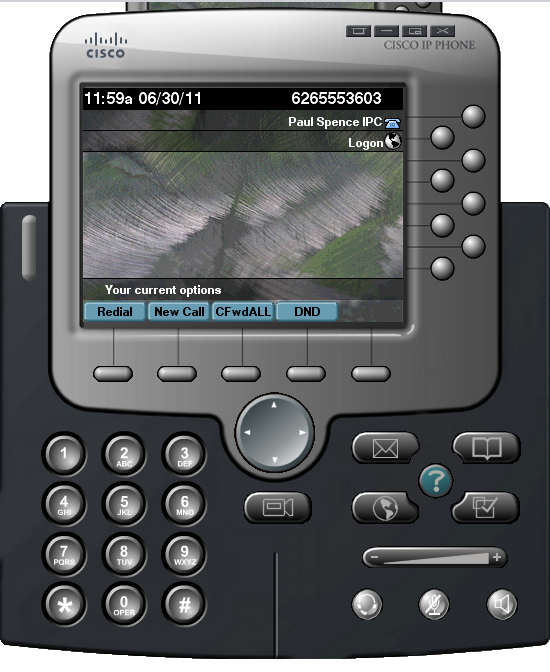 CISCO
CISCO IP PHONE
11:59a 06/30/11 6265553603
Paul Spence IPC
Logon
Your current options
Redial New Call CFwdALL DND
1 2 ABC 3 DEF
4 GHI 5 JKL 6 MNO
7 PQRS 8 TUV 9 WXYZ
* 0 OPER #
?
- +